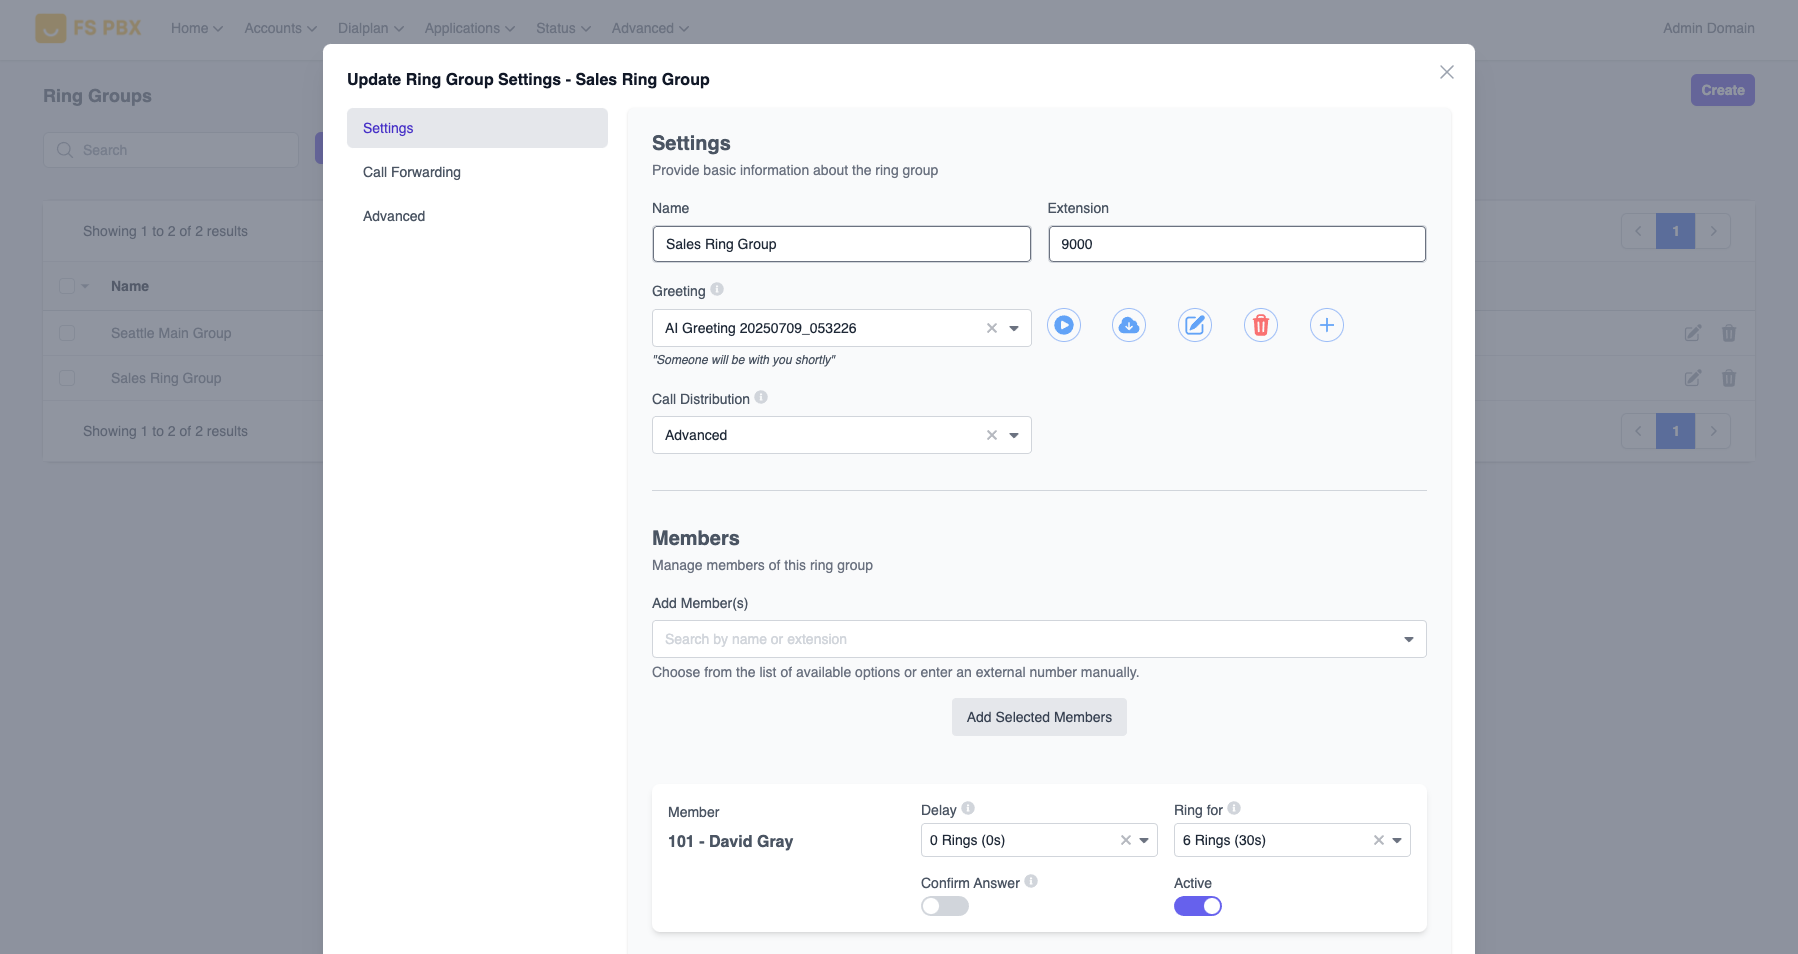 FS PBX
Home
Accounts
Dialplan
Applications
Status
Advanced
Admin Domain
Ring Groups
Create
Search
Showing 1 to 2 of 2 results
1
Name
Seattle Main Group
Sales Ring Group
Showing 1 to 2 of 2 results
1
Update Ring Group Settings - Sales Ring Group
Settings
Call Forwarding
Advanced
Settings
Provide basic information about the ring group
Name
Extension
Sales Ring Group
9000
Greeting
AI Greeting 20250709_053226
"Someone will be with you shortly"
Call Distribution
Advanced
Members
Manage members of this ring group
Add Member(s)
Search by name or extension
Choose from the list of available options or enter an external number manually.
Add Selected Members
Member
101 - David Gray
Delay
0 Rings (0s)
Ring for
6 Rings (30s)
Confirm Answer
Active